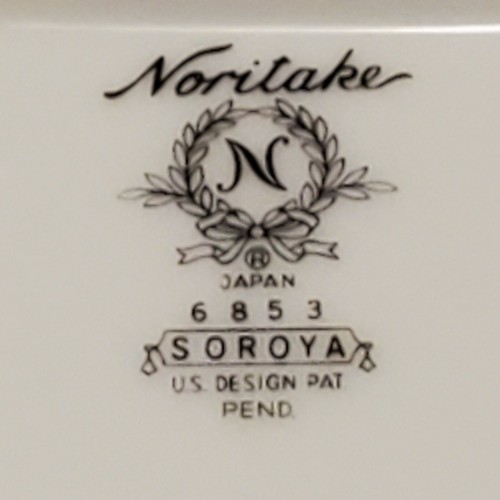 Noritake
N
®
JAPAN
6853
SOROYA
U.S. DESIGN PAT
PEND.